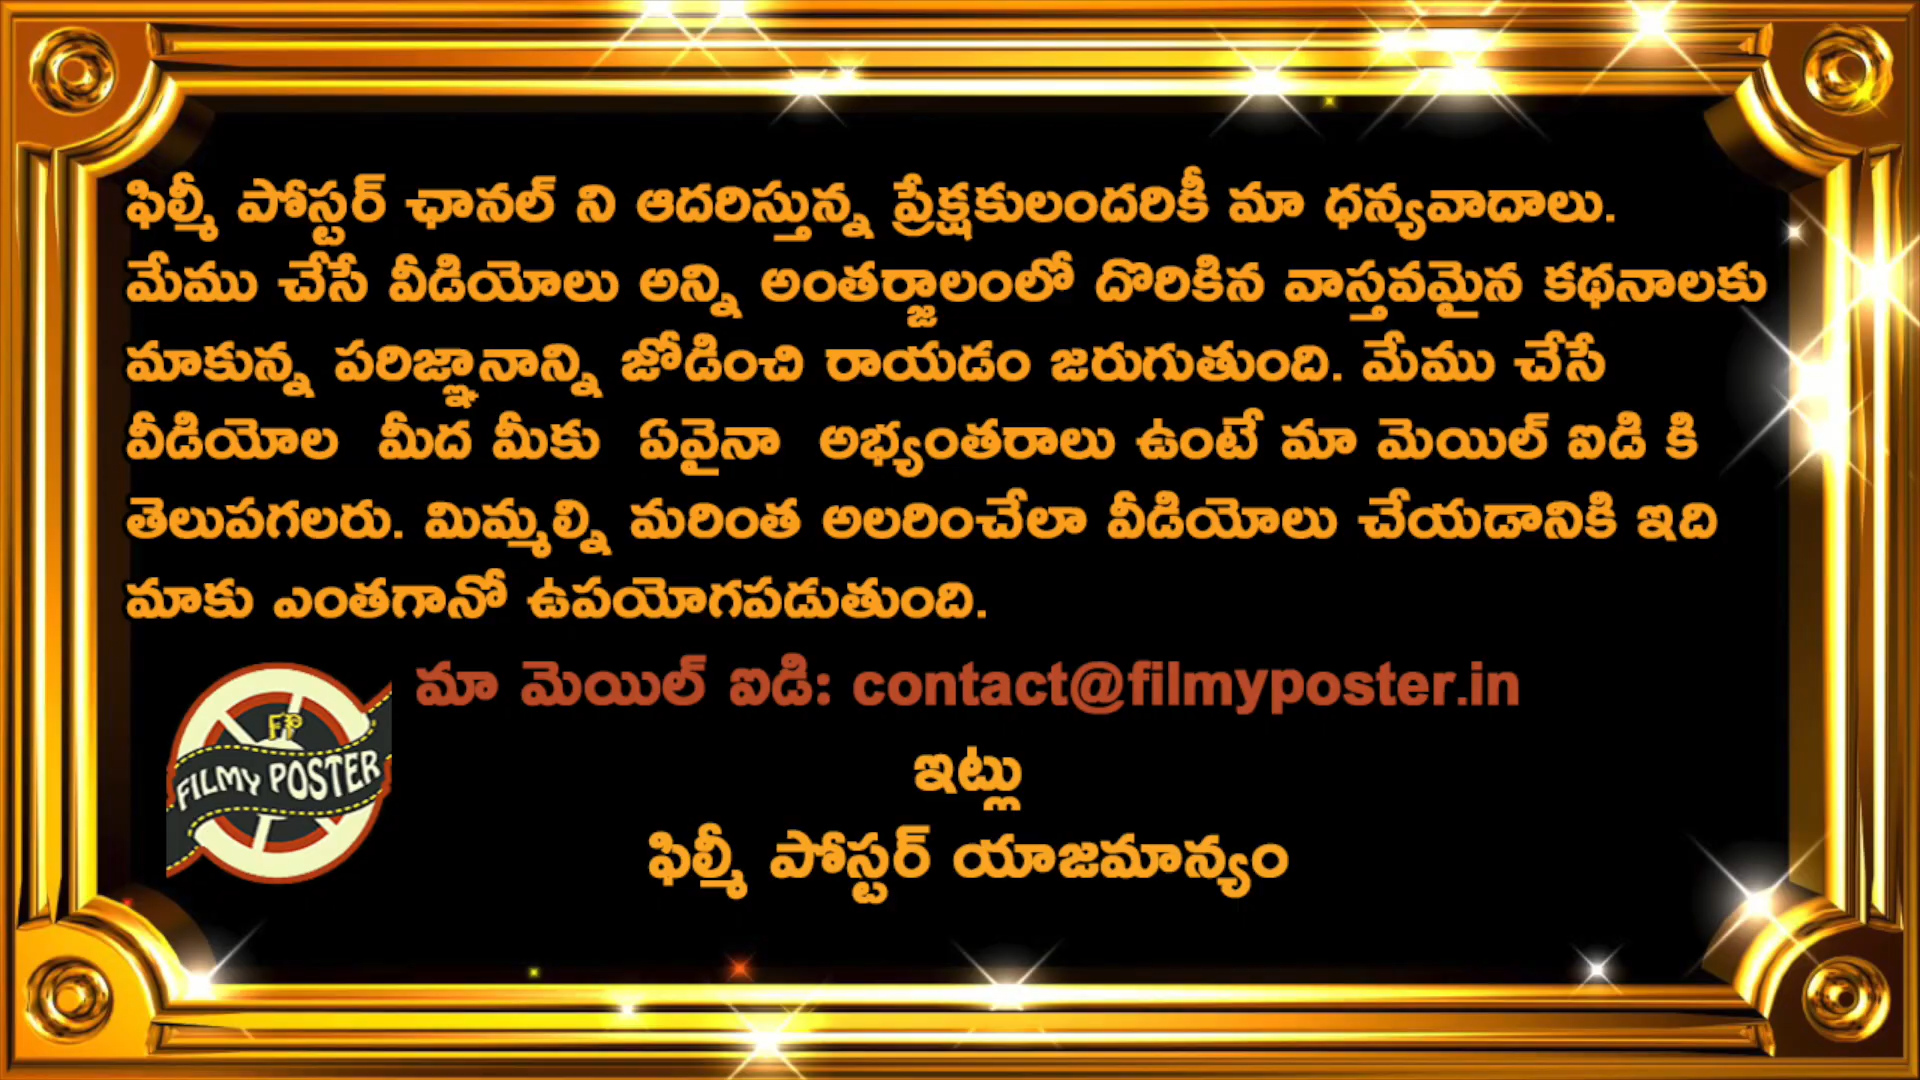 ఫిల్మీ పోస్టర్ ఛానల్ ని ఆదరిస్తున్న ప్రేక్షకులందరికీ మా ధన్యవాదాలు.
మేము చేసే వీడియోలు అన్ని అంతర్జాలంలో దొరికిన వాస్తవమైన కథనాలకు
మాకున్న పరిజ్ఞానాన్ని జోడించి రాయడం జరుగుతుంది. మేము చేసే
వీడియోల మీద మీకు ఏవైనా అభ్యంతరాలు ఉంటే మా మెయిల్ ఐడి కి
తెలుపగలరు. మిమ్మల్ని మరింత అలరించేలా వీడియోలు చేయడానికి ఇది
మాకు ఎంతగానో ఉపయోగపడుతుంది.
మా మెయిల్ ఐడి: contact@filmyposter.in
FP
FILMY POSTER
ఇట్లు
ఫిల్మీ పోస్టర్ యాజమాన్యం